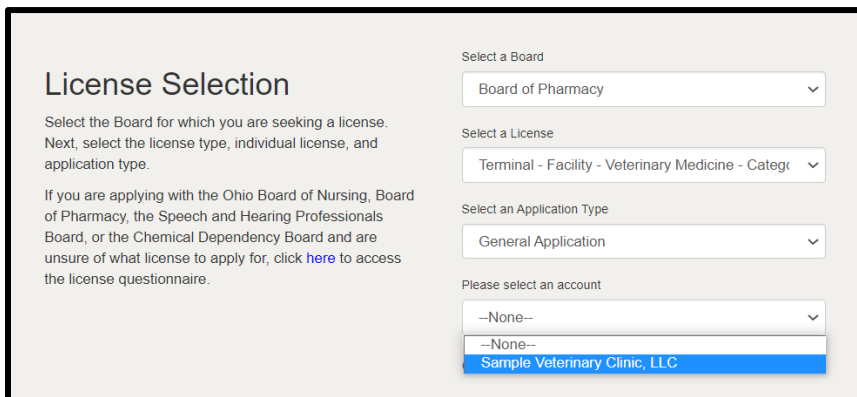 License Selection
Select the Board for which you are seeking a license.
Next, select the license type, individual license, and
application type.
If you are applying with the Ohio Board of Nursing, Board
of Pharmacy, the Speech and Hearing Professionals
Board, or the Chemical Dependency Board and are
unsure of what license to apply for, click here to access
the license questionnaire.
Select a Board
Board of Pharmacy
Select a License
Terminal - Facility - Veterinary Medicine - Catego
Select an Application Type
General Application
Please select an account
--None--
--None--
Sample Veterinary Clinic, LLC